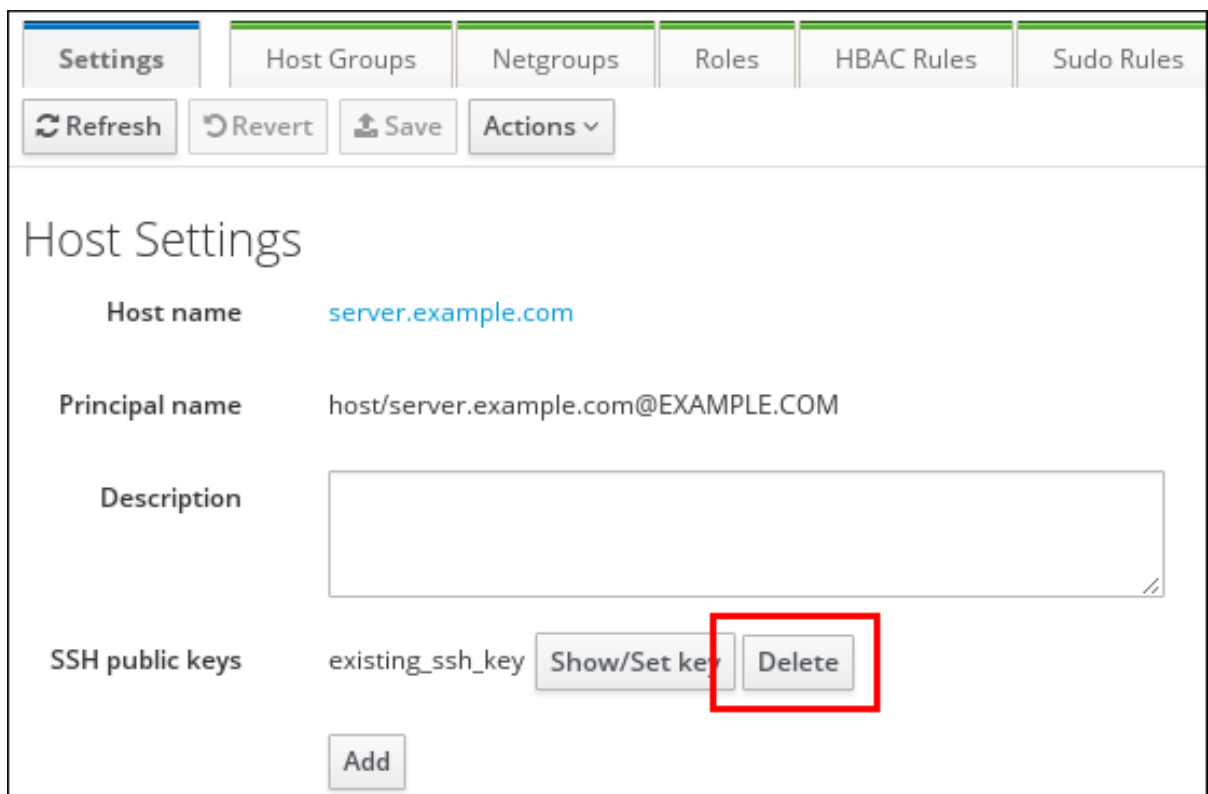 Settings Host Groups Netgroups Roles HBAC Rules Sudo Rules
Refresh Revert Save Actions
Host Settings
Host name server.example.com
Principal name host/server.example.com@EXAMPLE.COM
Description
SSH public keys existing_ssh_key Show/Set key Delete
Add